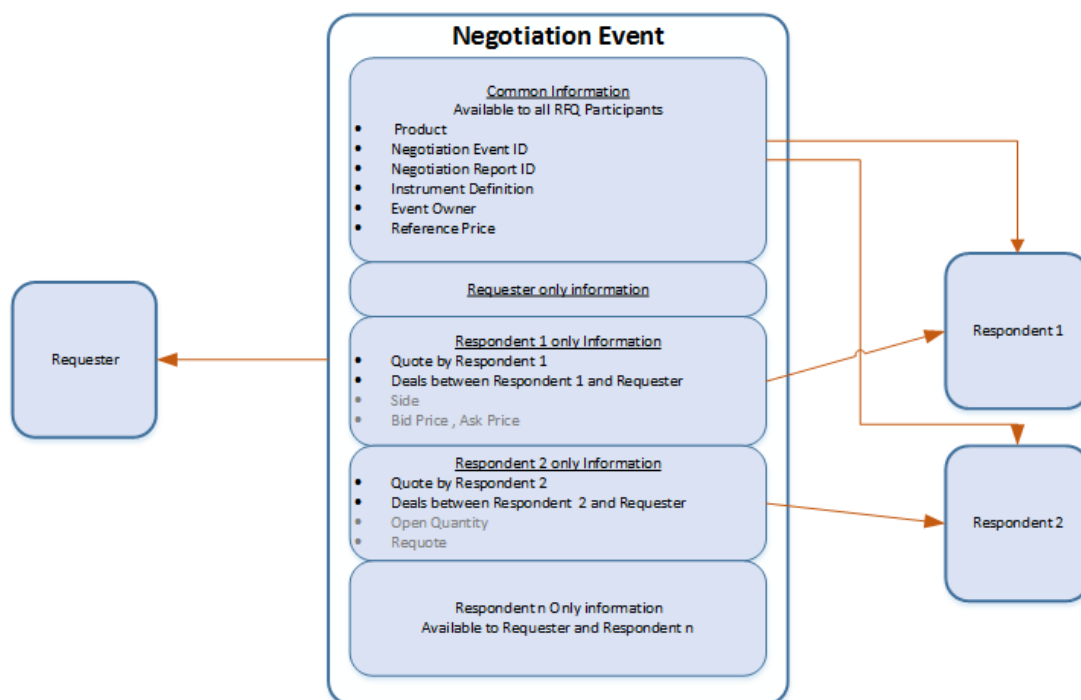 Negotiation Event
Common Information
Available to all RFQ Participants
• Product
• Negotiation Event ID
• Negotiation Report ID
• Instrument Definition
• Event Owner
• Reference Price
Requester only information
Respondent 1 only Information
• Quote by Respondent 1
• Deals between Respondent 1 and Requester
• Side
• Bid Price , Ask Price
Respondent 2 only Information
• Quote by Respondent 2
• Deals between Respondent 2 and Requester
• Open Quantity
• Requote
Respondent n Only information
Available to Requester and Respondent n
Requester
Respondent 1
Respondent 2